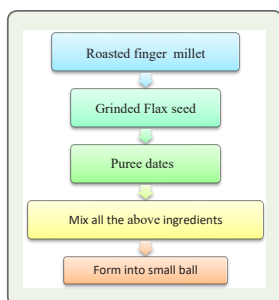 Roasted finger millet
Grinded Flax seed
Puree dates
Mix all the above ingredients
Form into small ball